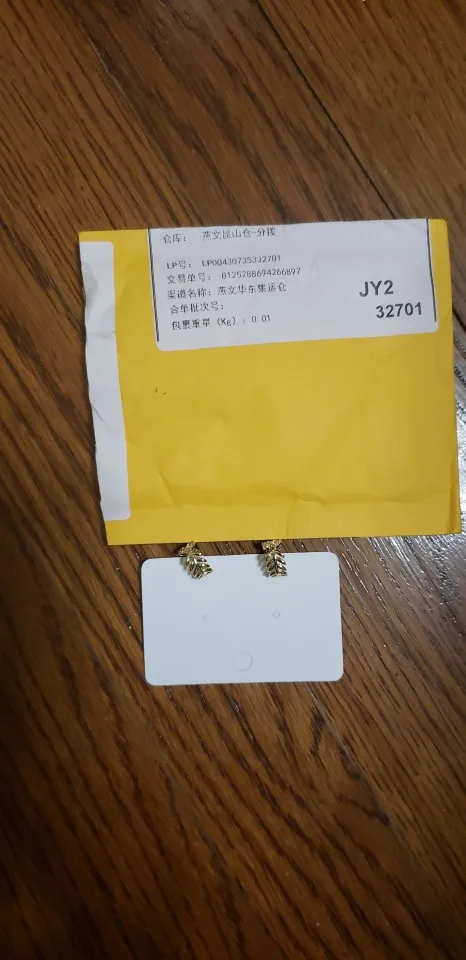 仓库： 燕文昆山仓-分拨
LP号： LP00430735332701
交易单号： 8125288694266897
渠道名称：燕文华东集运仓
合单批次号：
包裹重量（Kg）：0.01
JY2
32701